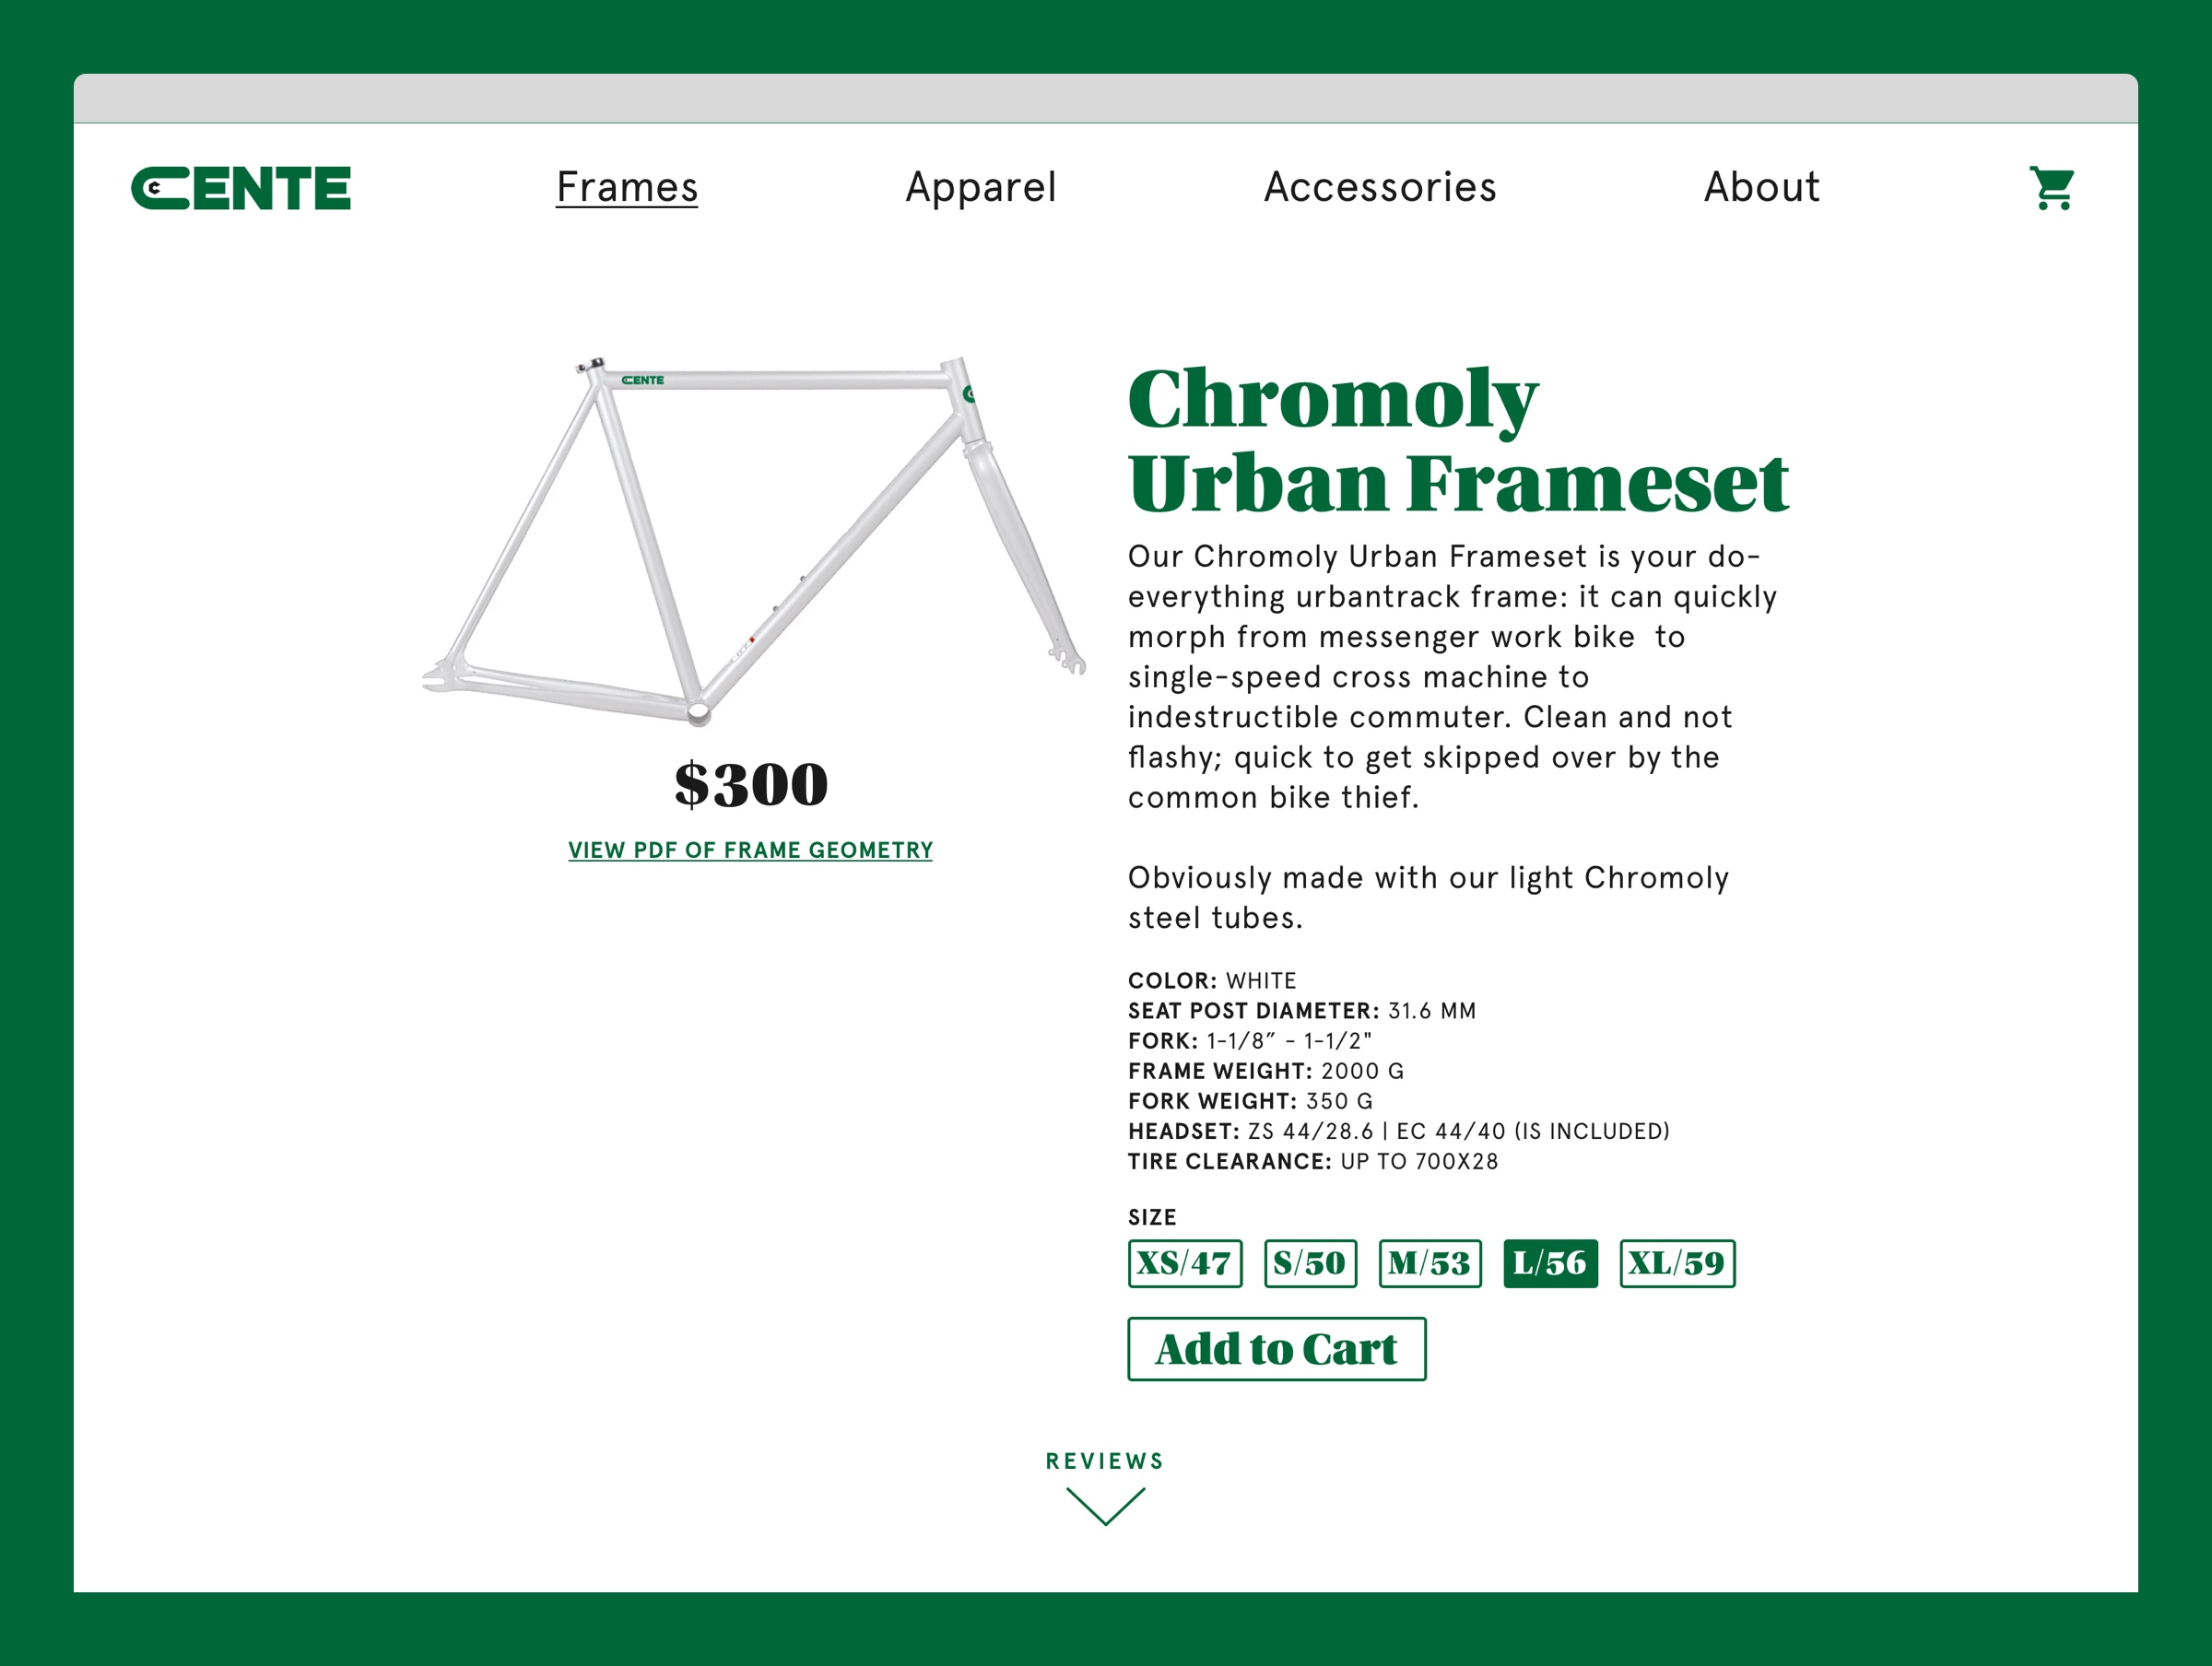 CENTE
Frames
Apparel
Accessories
About
CENTE
Chromoly
Urban Frameset
Our Chromoly Urban Frameset is your do-
everything urbantrack frame: it can quickly
morph from messenger work bike  to
single-speed cross machine to
indestructible commuter. Clean and not
flashy; quick to get skipped over by the
common bike thief.
Obviously made with our light Chromoly
steel tubes.
$300
VIEW PDF OF FRAME GEOMETRY
COLOR: WHITE
SEAT POST DIAMETER: 31.6 MM
FORK: 1-1/8″ - 1-1/2"
FRAME WEIGHT: 2000 G
FORK WEIGHT: 350 G
HEADSET: ZS 44/28.6 | EC 44/40 (IS INCLUDED)
TIRE CLEARANCE: UP TO 700X28
SIZE
XS/47 S/50 M/53 L/56 XL/59
Add to Cart
REVIEWS